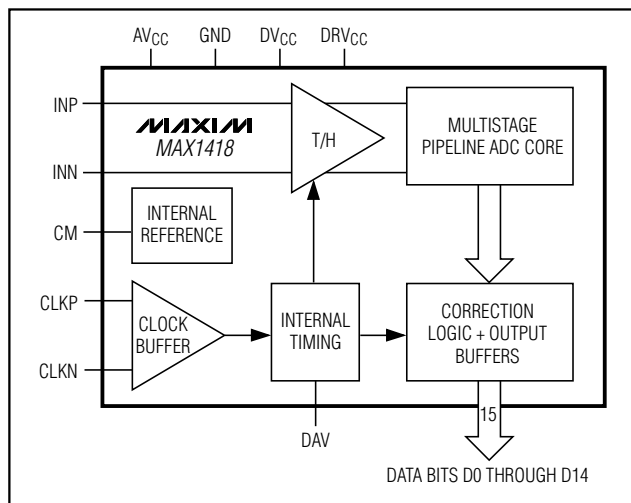 AVCC GND DVCC DRVCC
INP
MAXIM
MAX1418
T/H
MULTISTAGE
PIPELINE ADC CORE
INN
CM
INTERNAL
REFERENCE
CLKP
CLOCK
BUFFER
INTERNAL
TIMING
CORRECTION
LOGIC + OUTPUT
BUFFERS
CLKN
15
DAV
DATA BITS D0 THROUGH D14